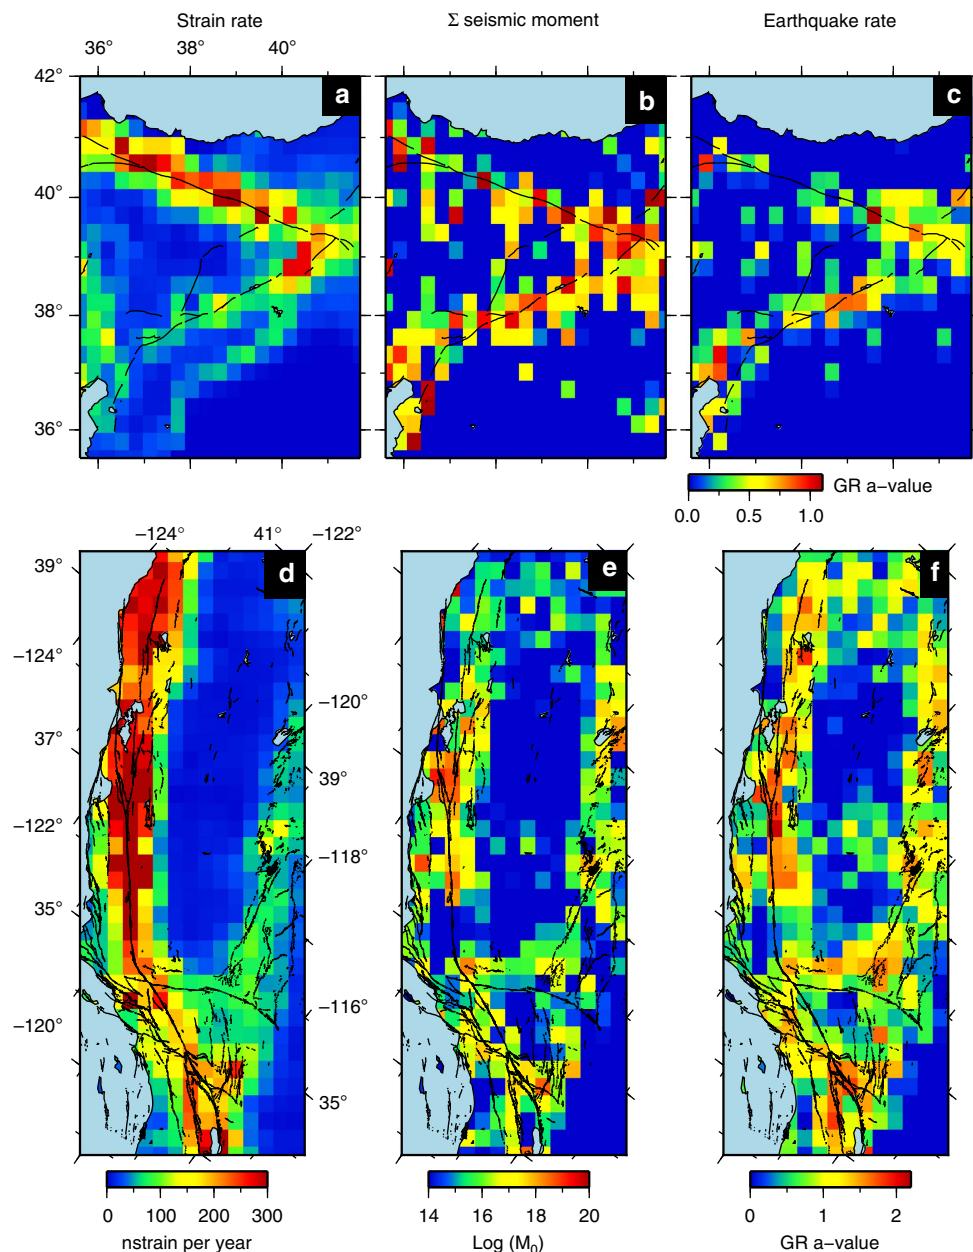 Strain rate
Σ seismic moment
Earthquake rate
36° 38° 40°
42°
40°
38°
36°
a
b
c
GR a−value
0.0 0.5 1.0
−124° 41° −122°
39°
−124°
37°
−122°
35°
−120°
−120°
39°
−118°
−116°
35°
d
e
f
0 100 200 300
nstrain per year
14 16 18 20
Log (M0)
0 1 2
GR a−value